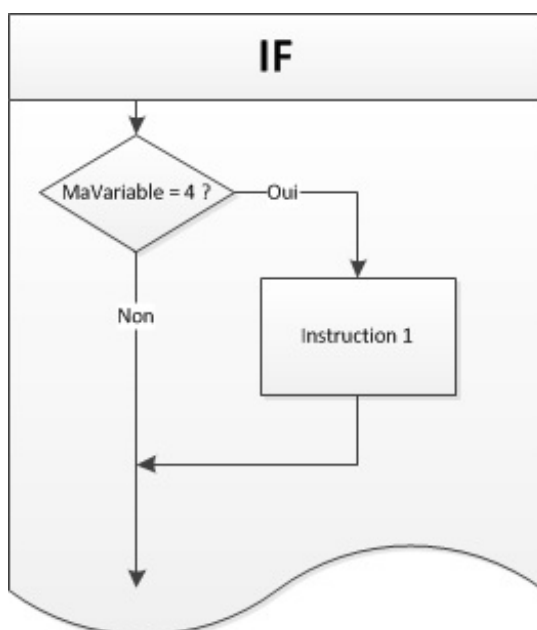 IF
MaVariable = 4 ?
Oui
Non
Instruction 1